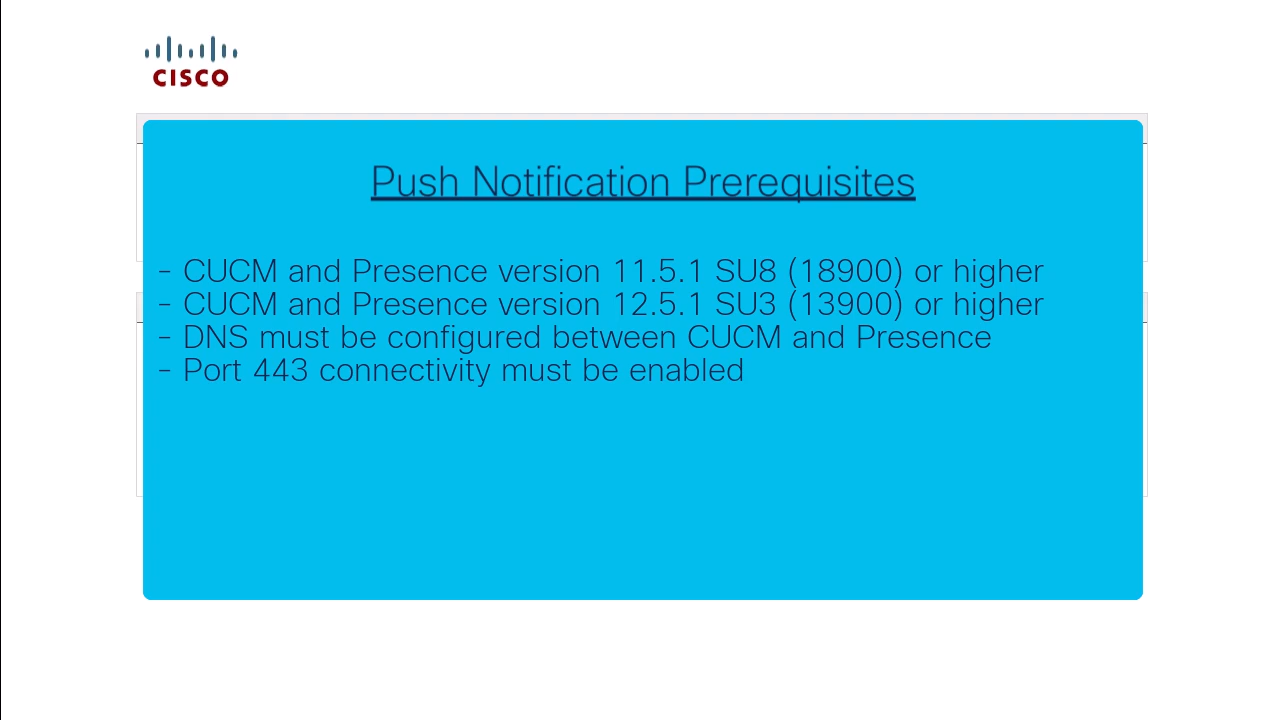 CISCO
Push Notification Prerequisites
- CUCM and Presence version 11.5.1 SU8 (18900) or higher
- CUCM and Presence version 12.5.1 SU3 (13900) or higher
- DNS must be configured between CUCM and Presence
- Port 443 connectivity must be enabled